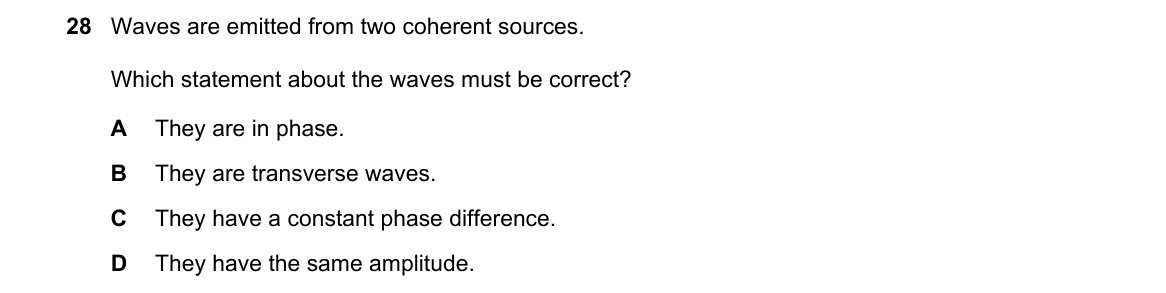 28 Waves are emitted from two coherent sources.
Which statement about the waves must be correct?
A They are in phase.
B They are transverse waves.
C They have a constant phase difference.
D They have the same amplitude.